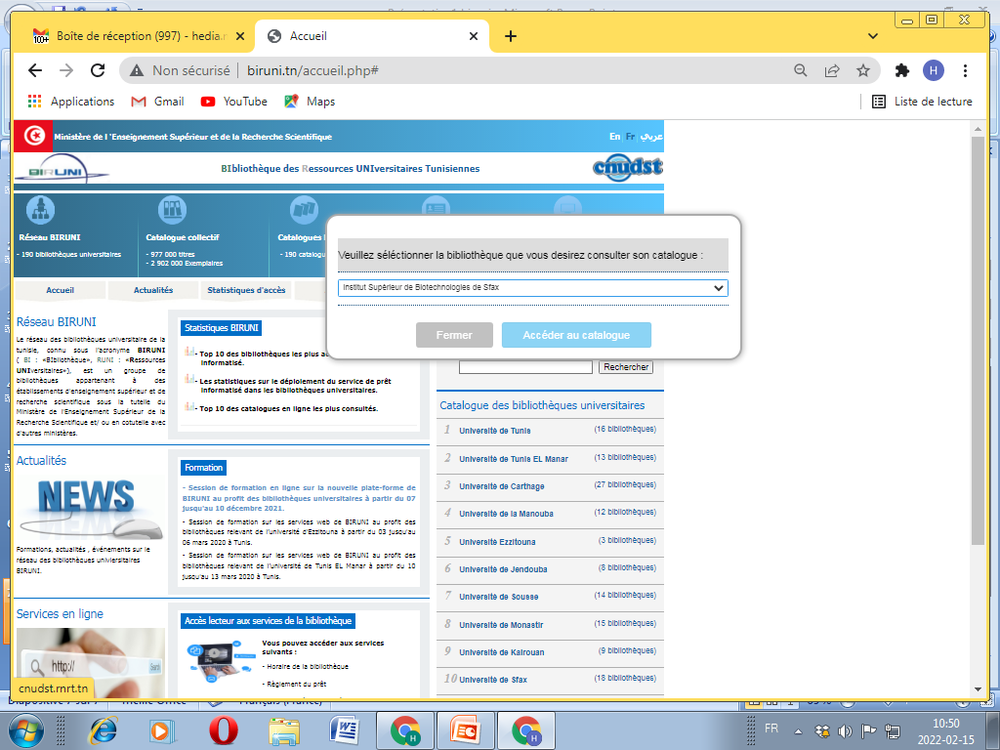 100+ Boîte de réception (997) - hedia.r
Accueil
Non sécurisé biruni.tn/accueil.php#
H
Applications Gmail YouTube Maps
Liste de lecture
Ministère de l 'Enseignement Supérieur et de la Recherche Scientifique
En Fr عربي
BIRUNI
BIbliothèque des Ressources UNIversitaires Tunisiennes
cnudst
Réseau BIRUNI
- 190 bibliothèques universitaires
Catalogue collectif
- 977 000 titres
- 2 902 000 Exemplaires
Catalogues
- 190 catalogu
Veuillez séléctionner la bibliothèque que vous desirez consulter son catalogue :
Institut Supérieur de Biotechnologies de Sfax
Fermer
Accéder au catalogue
Accueil
Actualités
Statistiques d'accès
Réseau BIRUNI
Le réseau des bibliothèques universitaire de la
tunisie, connu sous l'acronyme BIRUNI
( BI : «BIbliothèque», RUNI : «Ressources
UNIversitaires»), est un groupe de
bibliothèques appartenant à des
établissements d'enseignement supérieur et de
recherche scientifique sous la tutelle du
Ministère de l'Enseignement Supérieur de la
Recherche Scientifique et/ ou en cotutelle avec
d'autres ministères.
Statistiques BIRUNI
- Top 10 des bibliothèques les plus a
informatisé.
- Les statistiques sur le déploiement du service de prêt
informatisé dans les bibliothèques universitaires.
- Top 10 des catalogues en ligne les plus consultés.
Rechercher
Catalogue des bibliothèques universitaires
1 Université de Tunis (16 bibliothèques)
2 Université de Tunis EL Manar (13 bibliothèques)
3 Université de Carthage (27 bibliothèques)
4 Université de la Manouba (12 bibliothèques)
5 Université Ezzitouna (3 bibliothèques)
6 Université de Jendouba (8 bibliothèques)
7 Université de Sousse (14 bibliothèques)
8 Université de Monastir (15 bibliothèques)
9 Université de Kairouan (9 bibliothèques)
10 Université de Sfax (18 bibliothèques)
Actualités
NEWS
Formations, actualités , événements sur le
réseau des bibliothèques universitaires
BIRUNI.
Formation
- Session de formation en ligne sur la nouvelle plate-forme de
BIRUNI au profit des bibliothèques universitaires à partir du 07
jusqu'au 10 décembre 2021.
- Session de formation sur les services web de BIRUNI au profit des
bibliothèques relevant de l'université d'Ezzitouna à partir du 03 jusqu'au
06 mars 2020 à Tunis.
- Session de formation sur les services web de BIRUNI au profit des
bibliothèques relevant de l'université de Tunis EL Manar à partir du 10
jusqu'au 13 mars 2020 à Tunis.
Services en ligne
http://
Search
Accès lecteur aux services de la bibliothèque
Vous pouvez accéder aux services
suivants :
- Horaire de la bibliothèque
- Règlement du prêt
cnudst.rnrt.tn
FR
10:50
2022-02-15